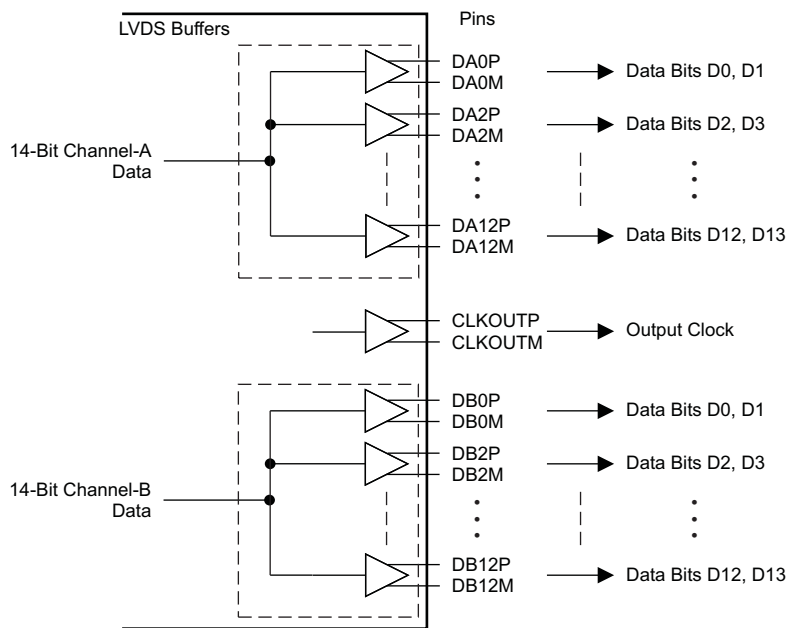 LVDS Buffers
Pins
DA0P
DA0M
Data Bits D0, D1
DA2P
DA2M
Data Bits D2, D3
14-Bit Channel-A
Data
DA12P
DA12M
Data Bits D12, D13
CLKOUTP
CLKOUTM
Output Clock
DB0P
DB0M
Data Bits D0, D1
DB2P
DB2M
Data Bits D2, D3
14-Bit Channel-B
Data
DB12P
DB12M
Data Bits D12, D13